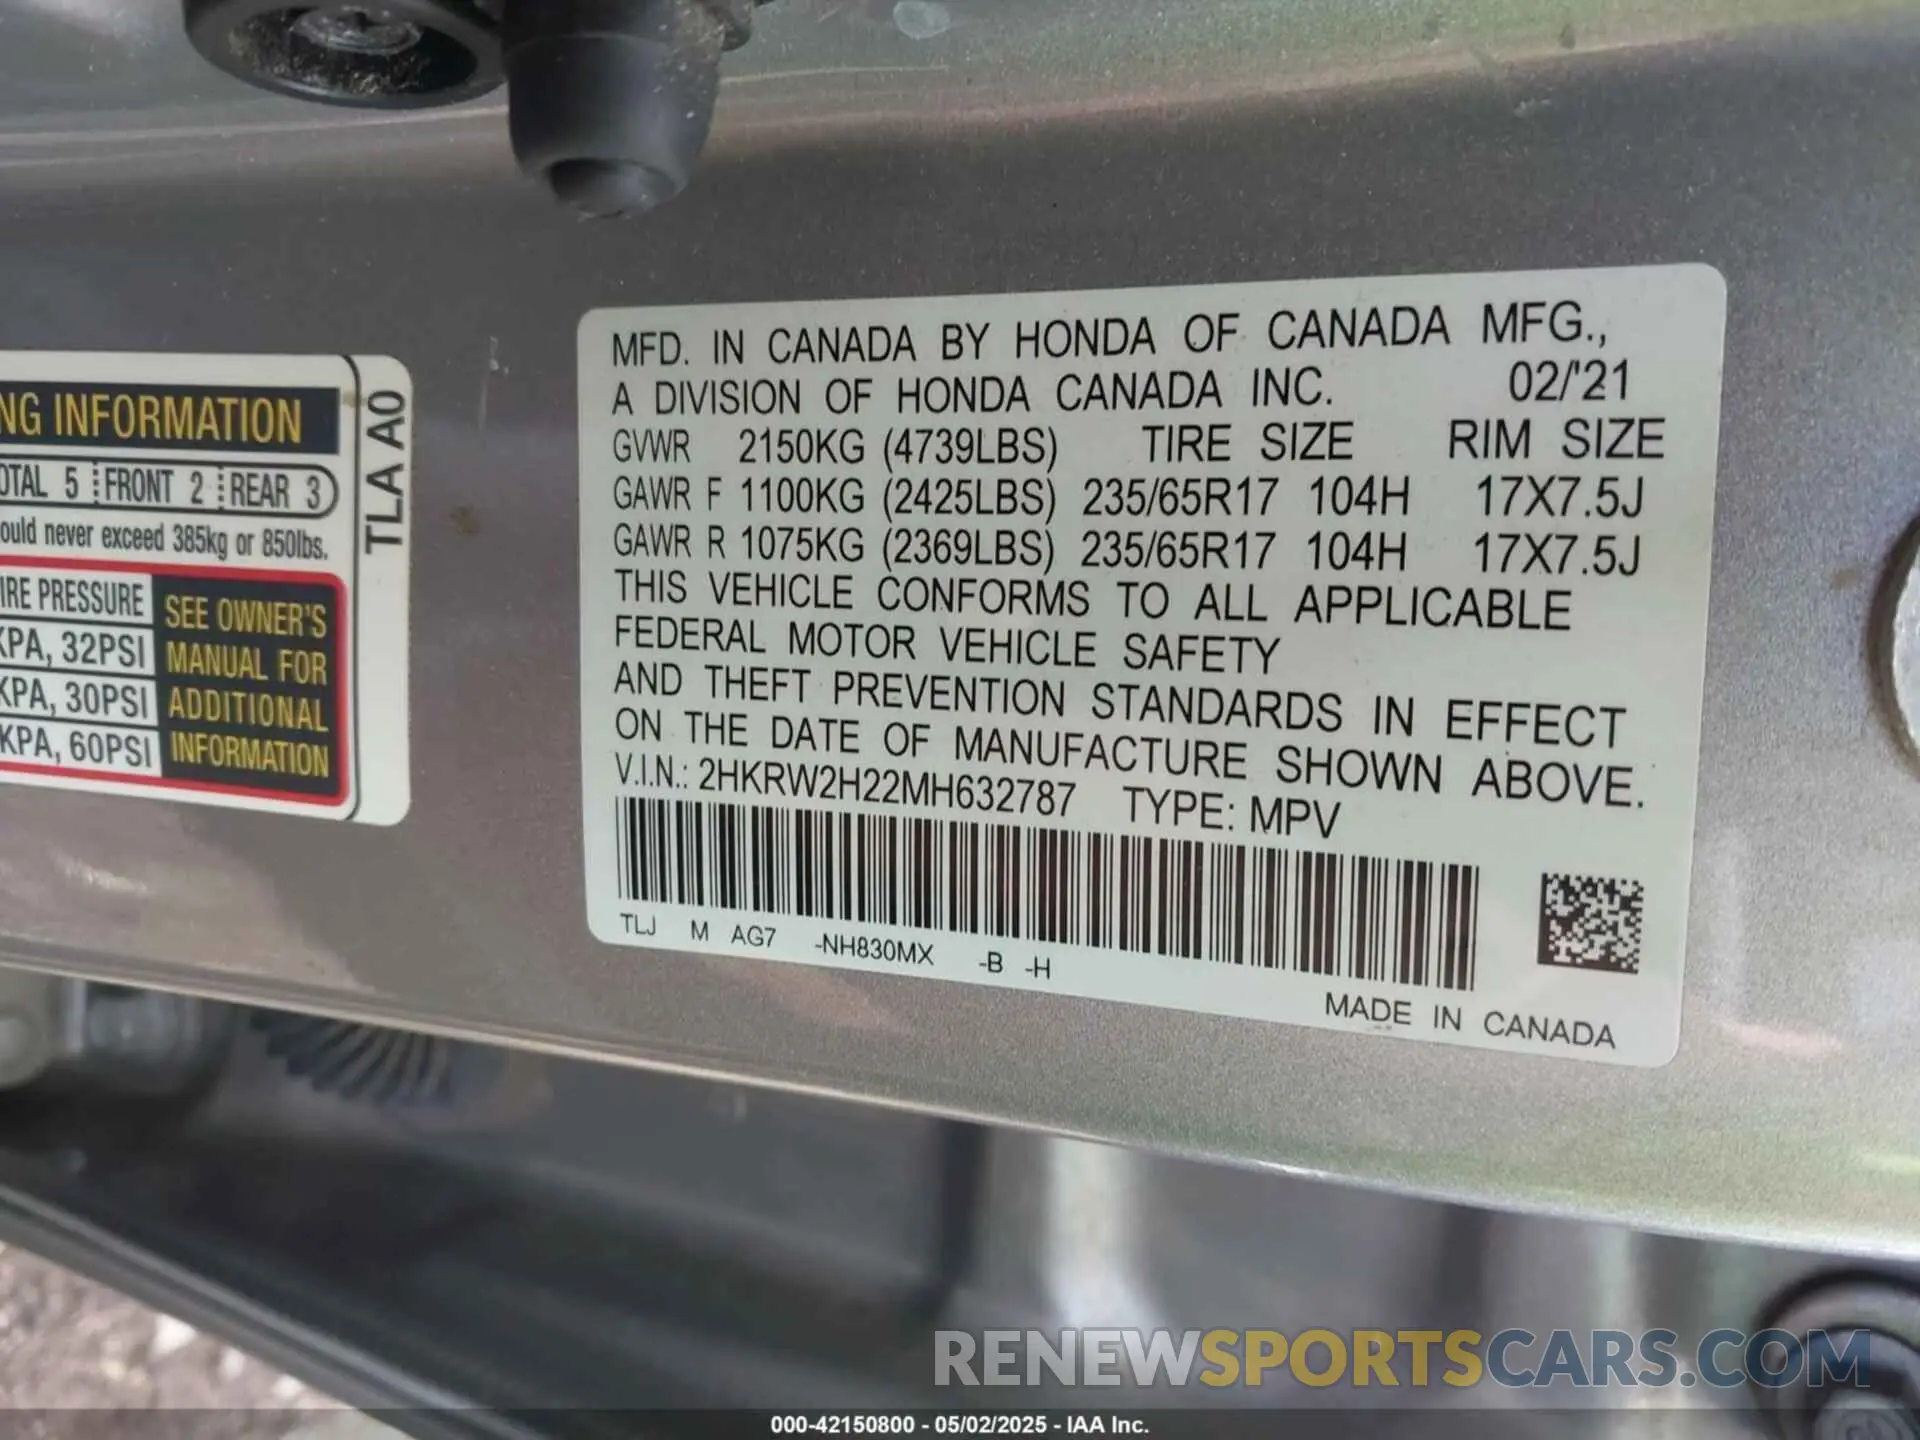 NG INFORMATION
OTAL 5 FRONT 2 REAR 3
ould never exceed 385kg or 850lbs.
IRE PRESSURE
KPA, 32PSI
KPA, 30PSI
KPA, 60PSI
SEE OWNER'S
MANUAL FOR
ADDITIONAL
INFORMATION
TLA A0
MFD. IN CANADA BY HONDA OF CANADA MFG.,
A DIVISION OF HONDA CANADA INC. 02/'21
GVWR 2150KG (4739LBS) TIRE SIZE RIM SIZE
GAWR F 1100KG (2425LBS) 235/65R17 104H 17X7.5J
GAWR R 1075KG (2369LBS) 235/65R17 104H 17X7.5J
THIS VEHICLE CONFORMS TO ALL APPLICABLE
FEDERAL MOTOR VEHICLE SAFETY
AND THEFT PREVENTION STANDARDS IN EFFECT
ON THE DATE OF MANUFACTURE SHOWN ABOVE.
V.I.N.: 2HKRW2H22MH632787 TYPE: MPV
TLJ M AG7 -NH830MX -B -H
MADE IN CANADA
RENEWSPORTSCARS.COM
000-42150800 - 05/02/2025 - IAA Inc.